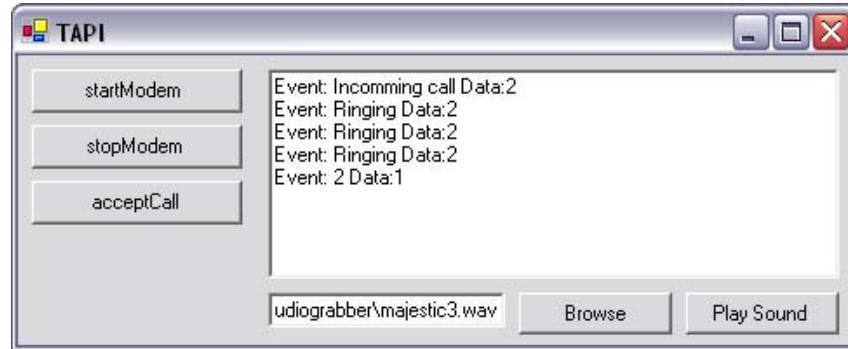 TAPI
startModem
stopModem
acceptCall
Event: Incomming call Data:2
Event: Ringing Data:2
Event: Ringing Data:2
Event: Ringing Data:2
Event: 2 Data:1
udiograbber\majestic3.wav
Browse
Play Sound